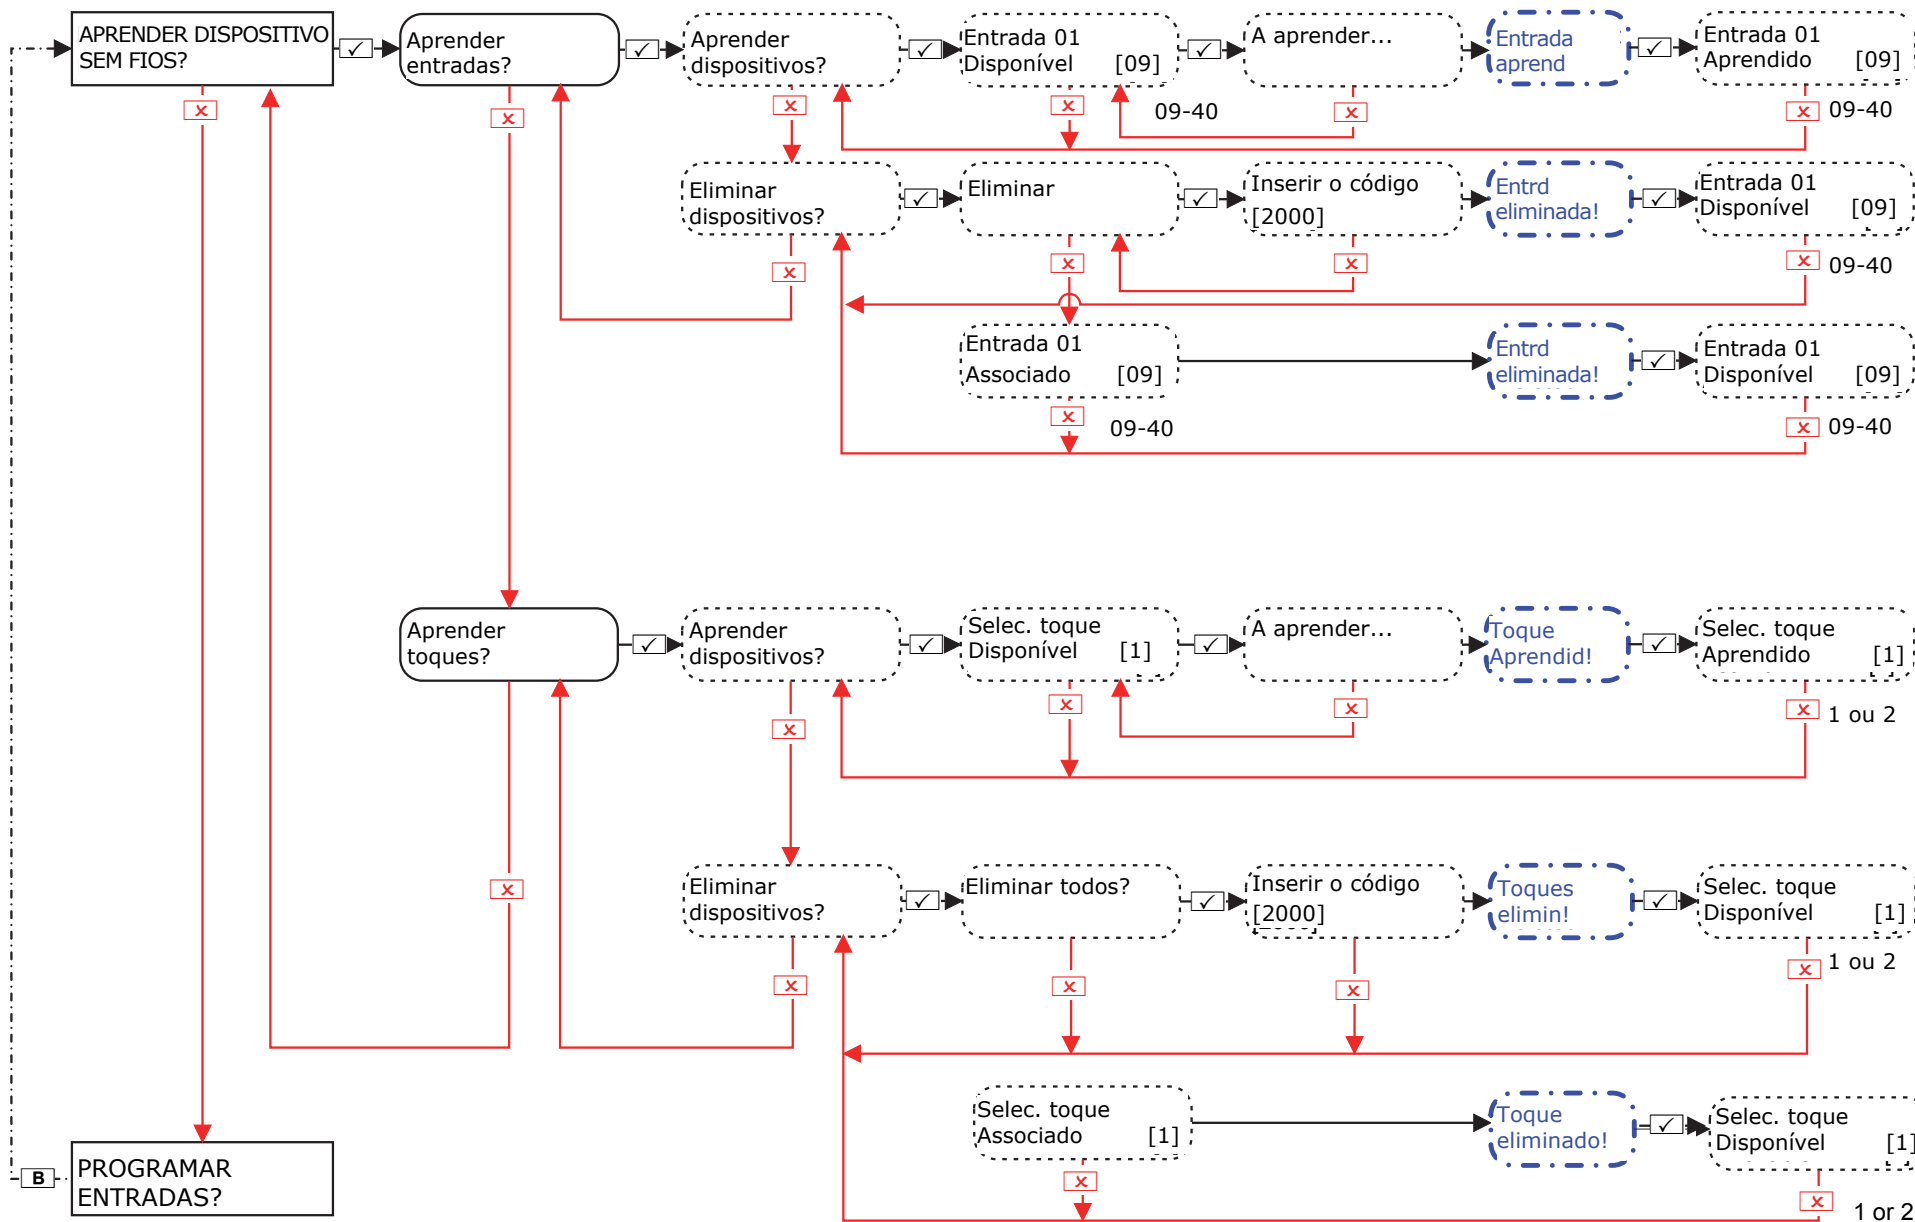 APRENDER DISPOSITIVO
SEM FIOS?
Aprender
entradas?
Aprender
dispositivos?
Entrada 01
Disponível [09]
A aprender...
Entrada
aprend
Entrada 01
Aprendido [09]
09-40
09-40
Eliminar
dispositivos?
Eliminar
Inserir o código
[2000]
Entrd
eliminada!
Entrada 01
Disponível [09]
09-40
Entrada 01
Associado [09]
Entrd
eliminada!
Entrada 01
Disponível [09]
09-40
09-40
Aprender
toques?
Aprender
dispositivos?
Selec. toque
Disponível [1]
A aprender...
Toque
Aprendid!
Selec. toque
Aprendido [1]
1 ou 2
Eliminar
dispositivos?
Eliminar todos?
Inserir o código
[2000]
Toques
elimin!
Selec. toque
Disponível [1]
1 ou 2
Selec. toque
Associado [1]
Toque
eliminado!
Selec. toque
Disponível [1]
1 or 2
PROGRAMAR
ENTRADAS?
B